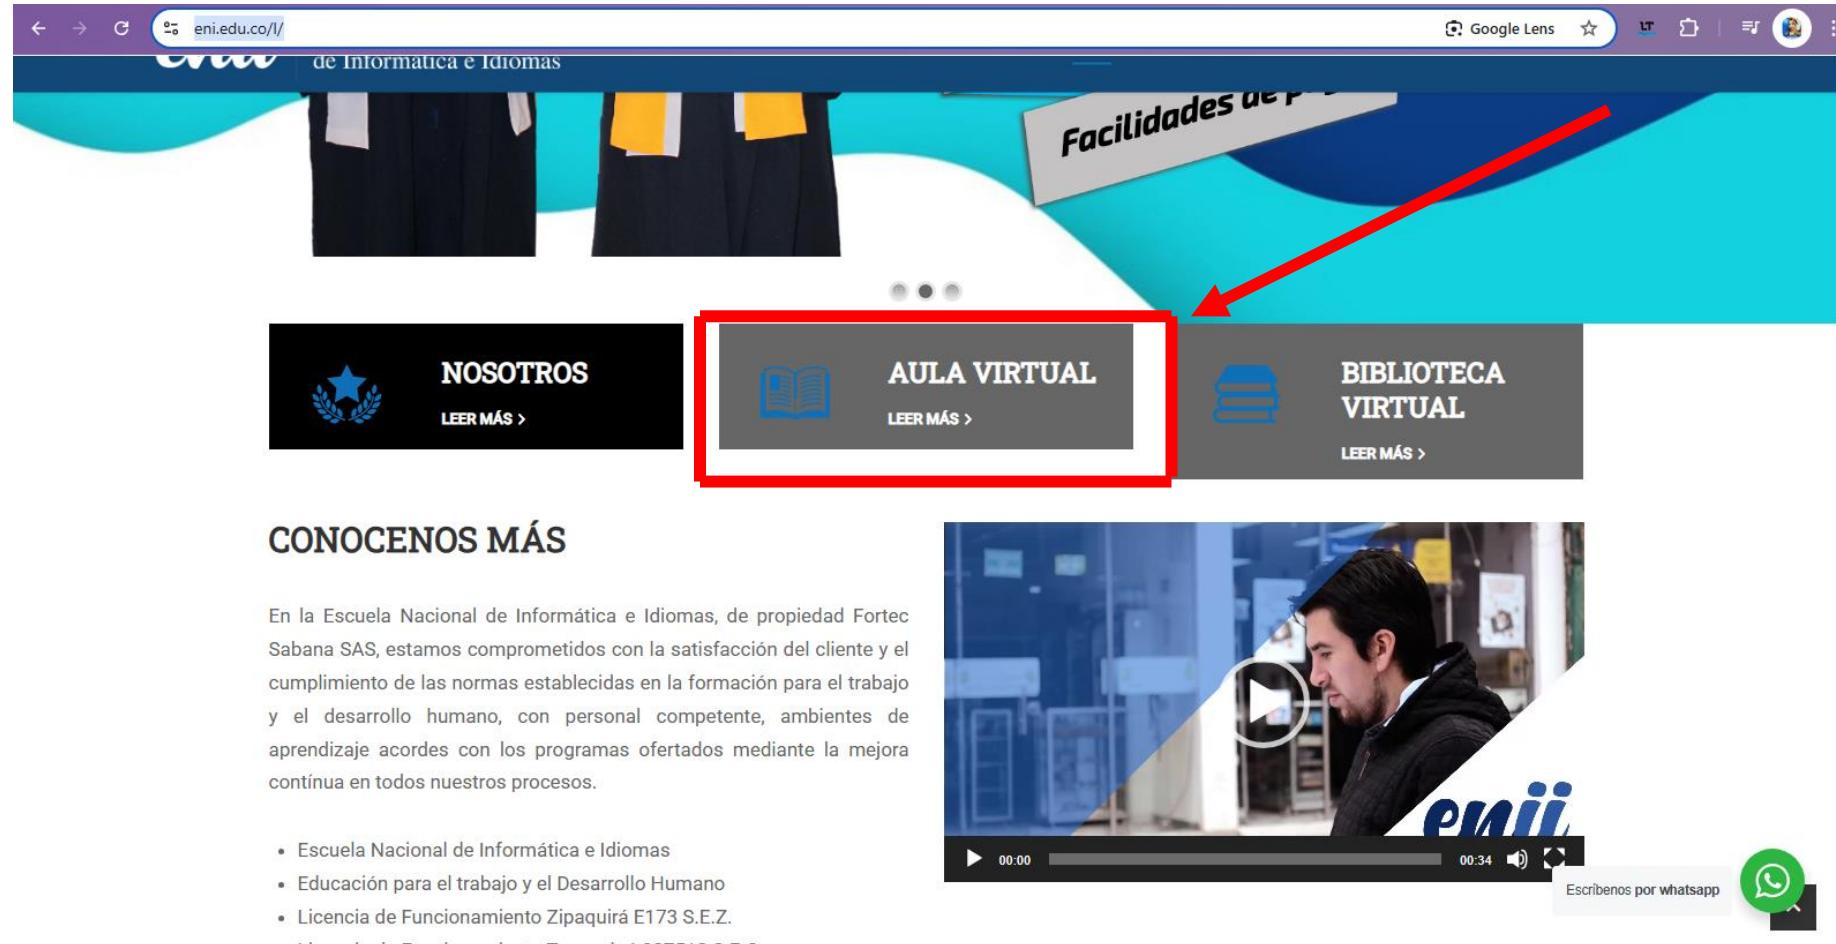 eni.edu.co/l/
Google Lens
LT
enii
de Informática e Idiomas
Facilidades de
NOSOTROS
LEER MÁS >
AULA VIRTUAL
LEER MÁS >
BIBLIOTECA
VIRTUAL
LEER MÁS >
CONOCENOS MÁS
En la Escuela Nacional de Informática e Idiomas, de propiedad Fortec
Sabana SAS, estamos comprometidos con la satisfacción del cliente y el
cumplimiento de las normas establecidas en la formación para el trabajo
y el desarrollo humano, con personal competente, ambientes de
aprendizaje acordes con los programas ofertados mediante la mejora
contínua en todos nuestros procesos.
• Escuela Nacional de Informática e Idiomas
• Educación para el trabajo y el Desarrollo Humano
• Licencia de Funcionamiento Zipaquirá E173 S.E.Z.
enii
00:00
00:34
Escríbenos por whatsapp